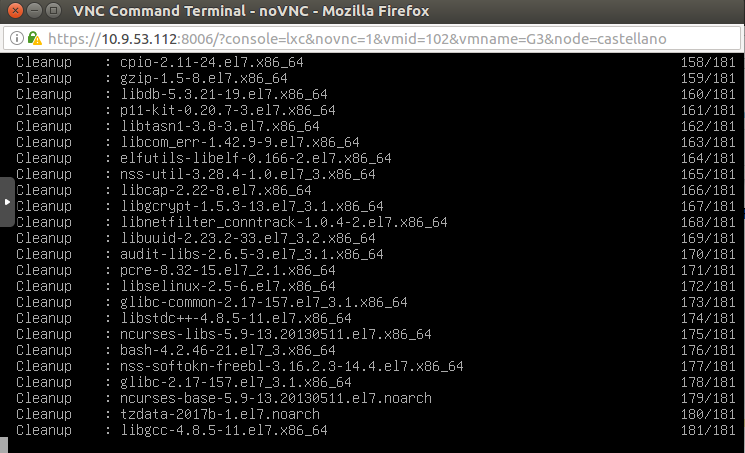 VNC Command Terminal - noVNC - Mozilla Firefox
https://10.9.53.112:8006/?console=lxc&novnc=1&vmid=102&vmname=G3&node=castellano
Cleanup : cpio-2.11-24.el7.x86_64 158/181
Cleanup : gzip-1.5-8.el7.x86_64 159/181
Cleanup : libdb-5.3.21-19.el7.x86_64 160/181
Cleanup : p11-kit-0.20.7-3.el7.x86_64 161/181
Cleanup : libtasn1-3.8-3.el7.x86_64 162/181
Cleanup : libcom_err-1.42.9-9.el7.x86_64 163/181
Cleanup : elfutils-libelf-0.166-2.el7.x86_64 164/181
Cleanup : nss-util-3.28.4-1.0.el7_3.x86_64 165/181
Cleanup : libcap-2.22-8.el7.x86_64 166/181
Cleanup : libgcrypt-1.5.3-13.el7_3.1.x86_64 167/181
Cleanup : libnetfilter_conntrack-1.0.4-2.el7.x86_64 168/181
Cleanup : libuuid-2.23.2-33.el7_3.2.x86_64 169/181
Cleanup : audit-libs-2.6.5-3.el7_3.1.x86_64 170/181
Cleanup : pcre-8.32-15.el7_2.1.x86_64 171/181
Cleanup : libselinux-2.5-6.el7.x86_64 172/181
Cleanup : glibc-common-2.17-157.el7_3.1.x86_64 173/181
Cleanup : libstdc++-4.8.5-11.el7.x86_64 174/181
Cleanup : ncurses-libs-5.9-13.20130511.el7.x86_64 175/181
Cleanup : bash-4.2.46-21.el7_3.x86_64 176/181
Cleanup : nss-softokn-freebl-3.16.2.3-14.4.el7.x86_64 177/181
Cleanup : glibc-2.17-157.el7_3.1.x86_64 178/181
Cleanup : ncurses-base-5.9-13.20130511.el7.noarch 179/181
Cleanup : tzdata-2017b-1.el7.noarch 180/181
Cleanup : libgcc-4.8.5-11.el7.x86_64 181/181